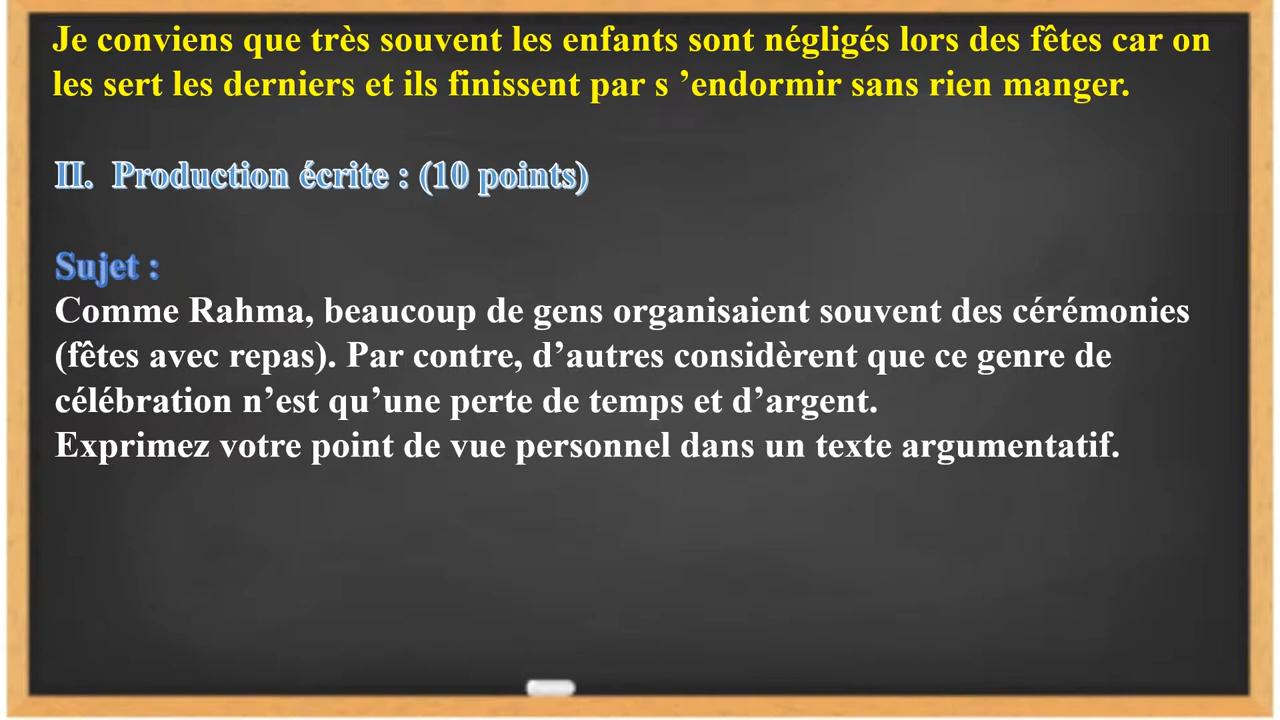 Je conviens que très souvent les enfants sont négligés lors des fêtes car on
les sert les derniers et ils finissent par s ’endormir sans rien manger.
II. Production écrite : (10 points)
Sujet :
Comme Rahma, beaucoup de gens organisaient souvent des cérémonies
(fêtes avec repas). Par contre, d’autres considèrent que ce genre de
célébration n’est qu’une perte de temps et d’argent.
Exprimez votre point de vue personnel dans un texte argumentatif.